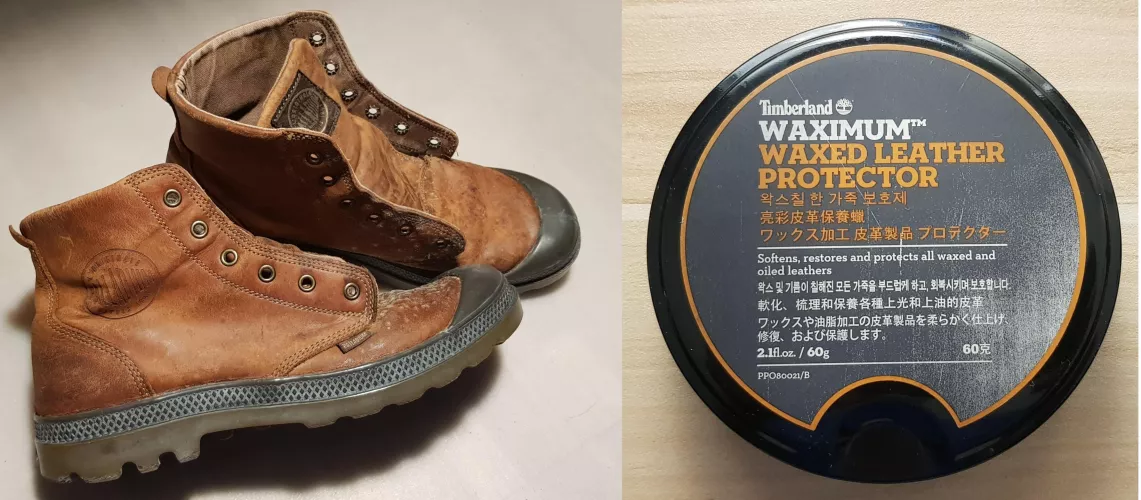 Timberland
WAXIMUM™
WAXED LEATHER
PROTECTOR
왁스칠 한 가죽 보호제
亮彩皮革保養蠟
ワックス加工 皮革製品 プロテクター
Softens, restores and protects all waxed and
oiled leathers
왁스 및 기름이 칠해진 모든 가죽을 부드럽게 하고, 회복시키며 보호합니다.
軟化、梳理和保養各種上光和上油的皮革
ワックスや油脂加工の皮革製品を柔らかく仕上げ、
修復、および保護します。
2.1fl.oz. / 60g 60克
PPO80021/B